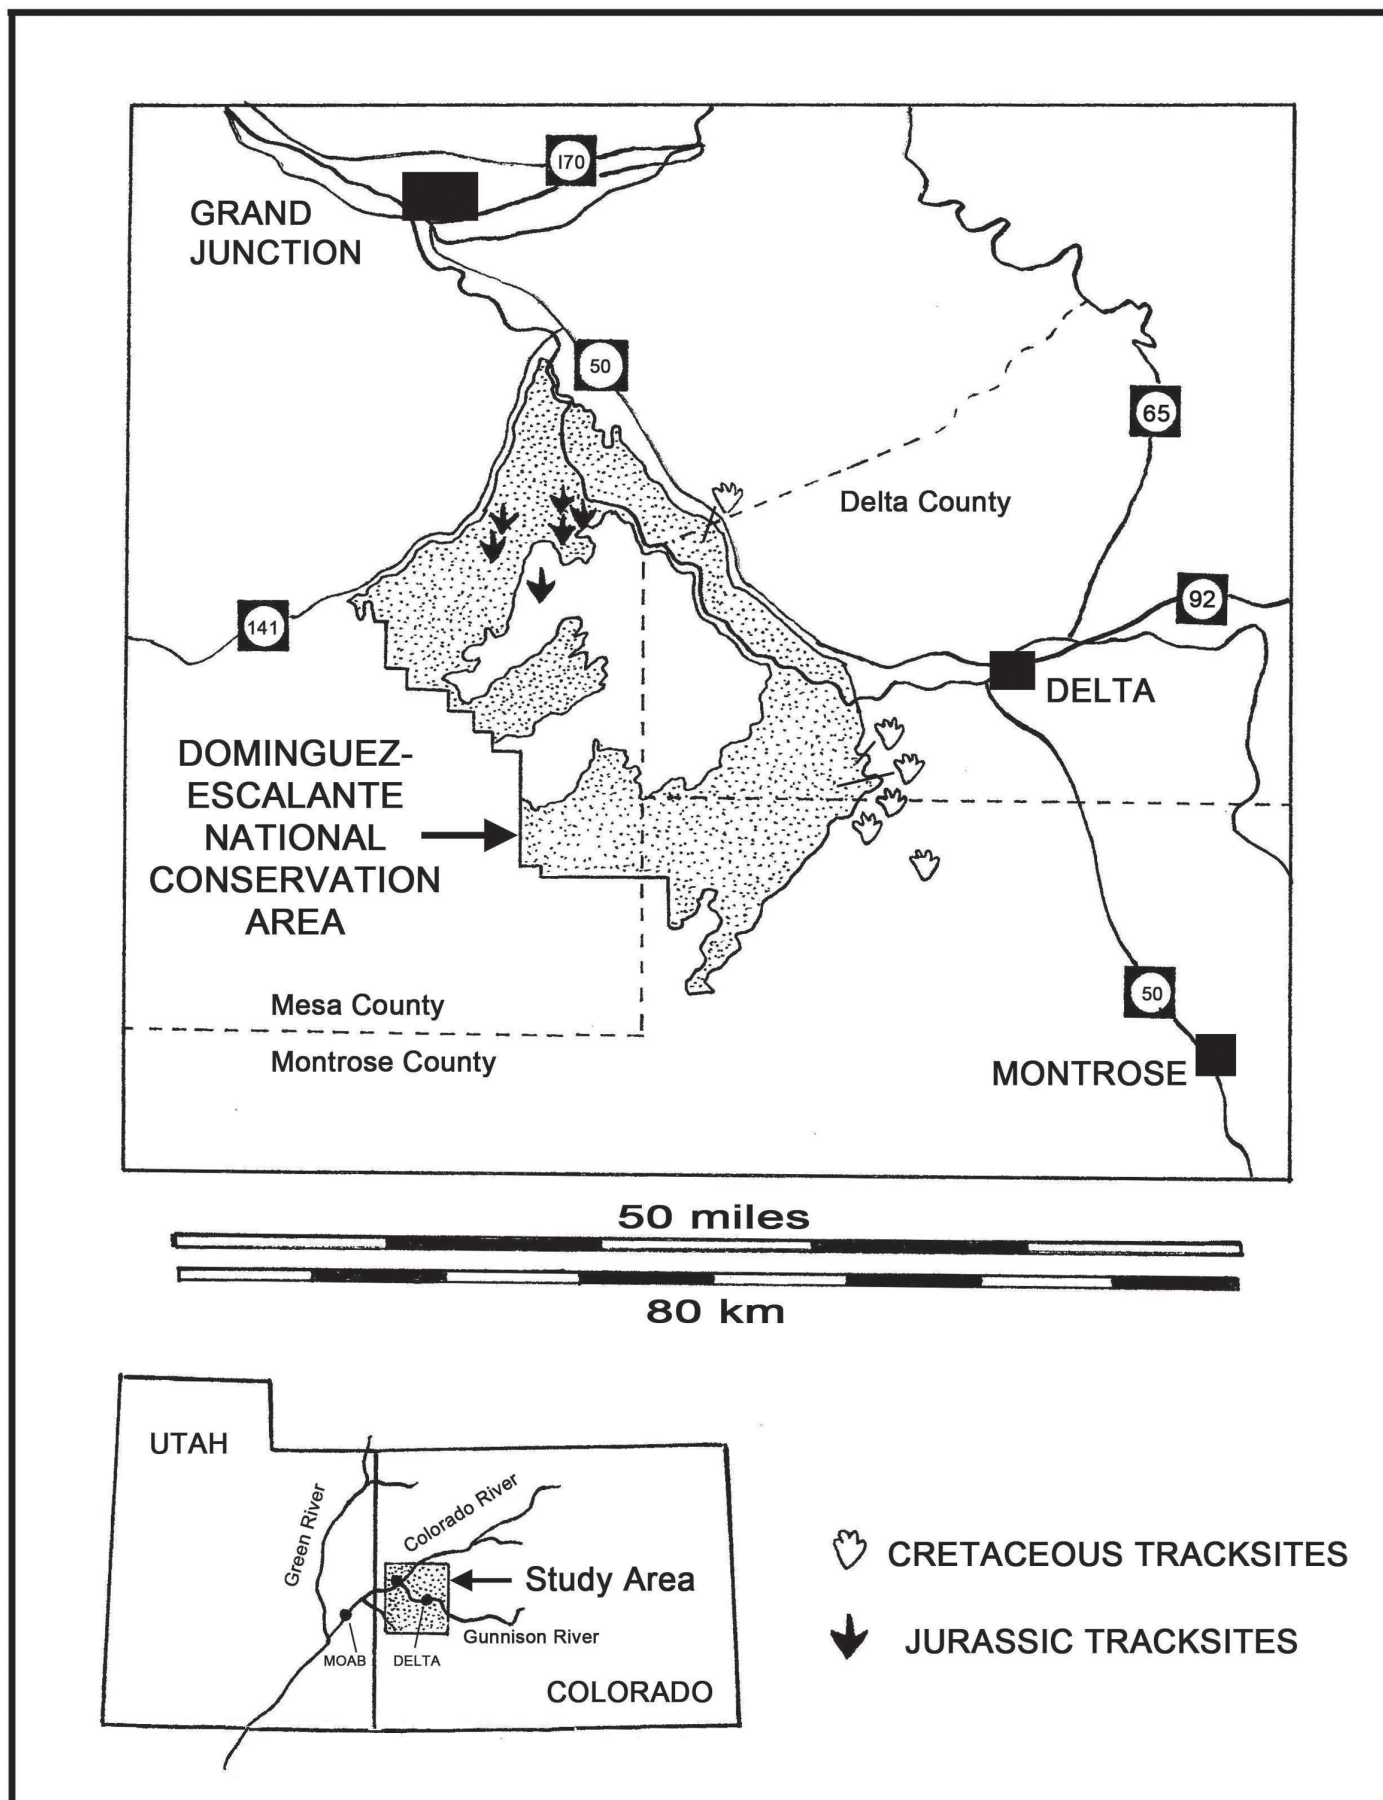 I70
GRAND
JUNCTION
50
65
Delta County
141
92
DELTA
DOMINGUEZ-
ESCALANTE
NATIONAL
CONSERVATION
AREA
50
Mesa County
Montrose County
MONTROSE
50 miles
80 km
UTAH
Green River
Colorado River
Study Area
Gunnison River
MOAB
DELTA
COLORADO
CRETACEOUS TRACKSITES
JURASSIC TRACKSITES